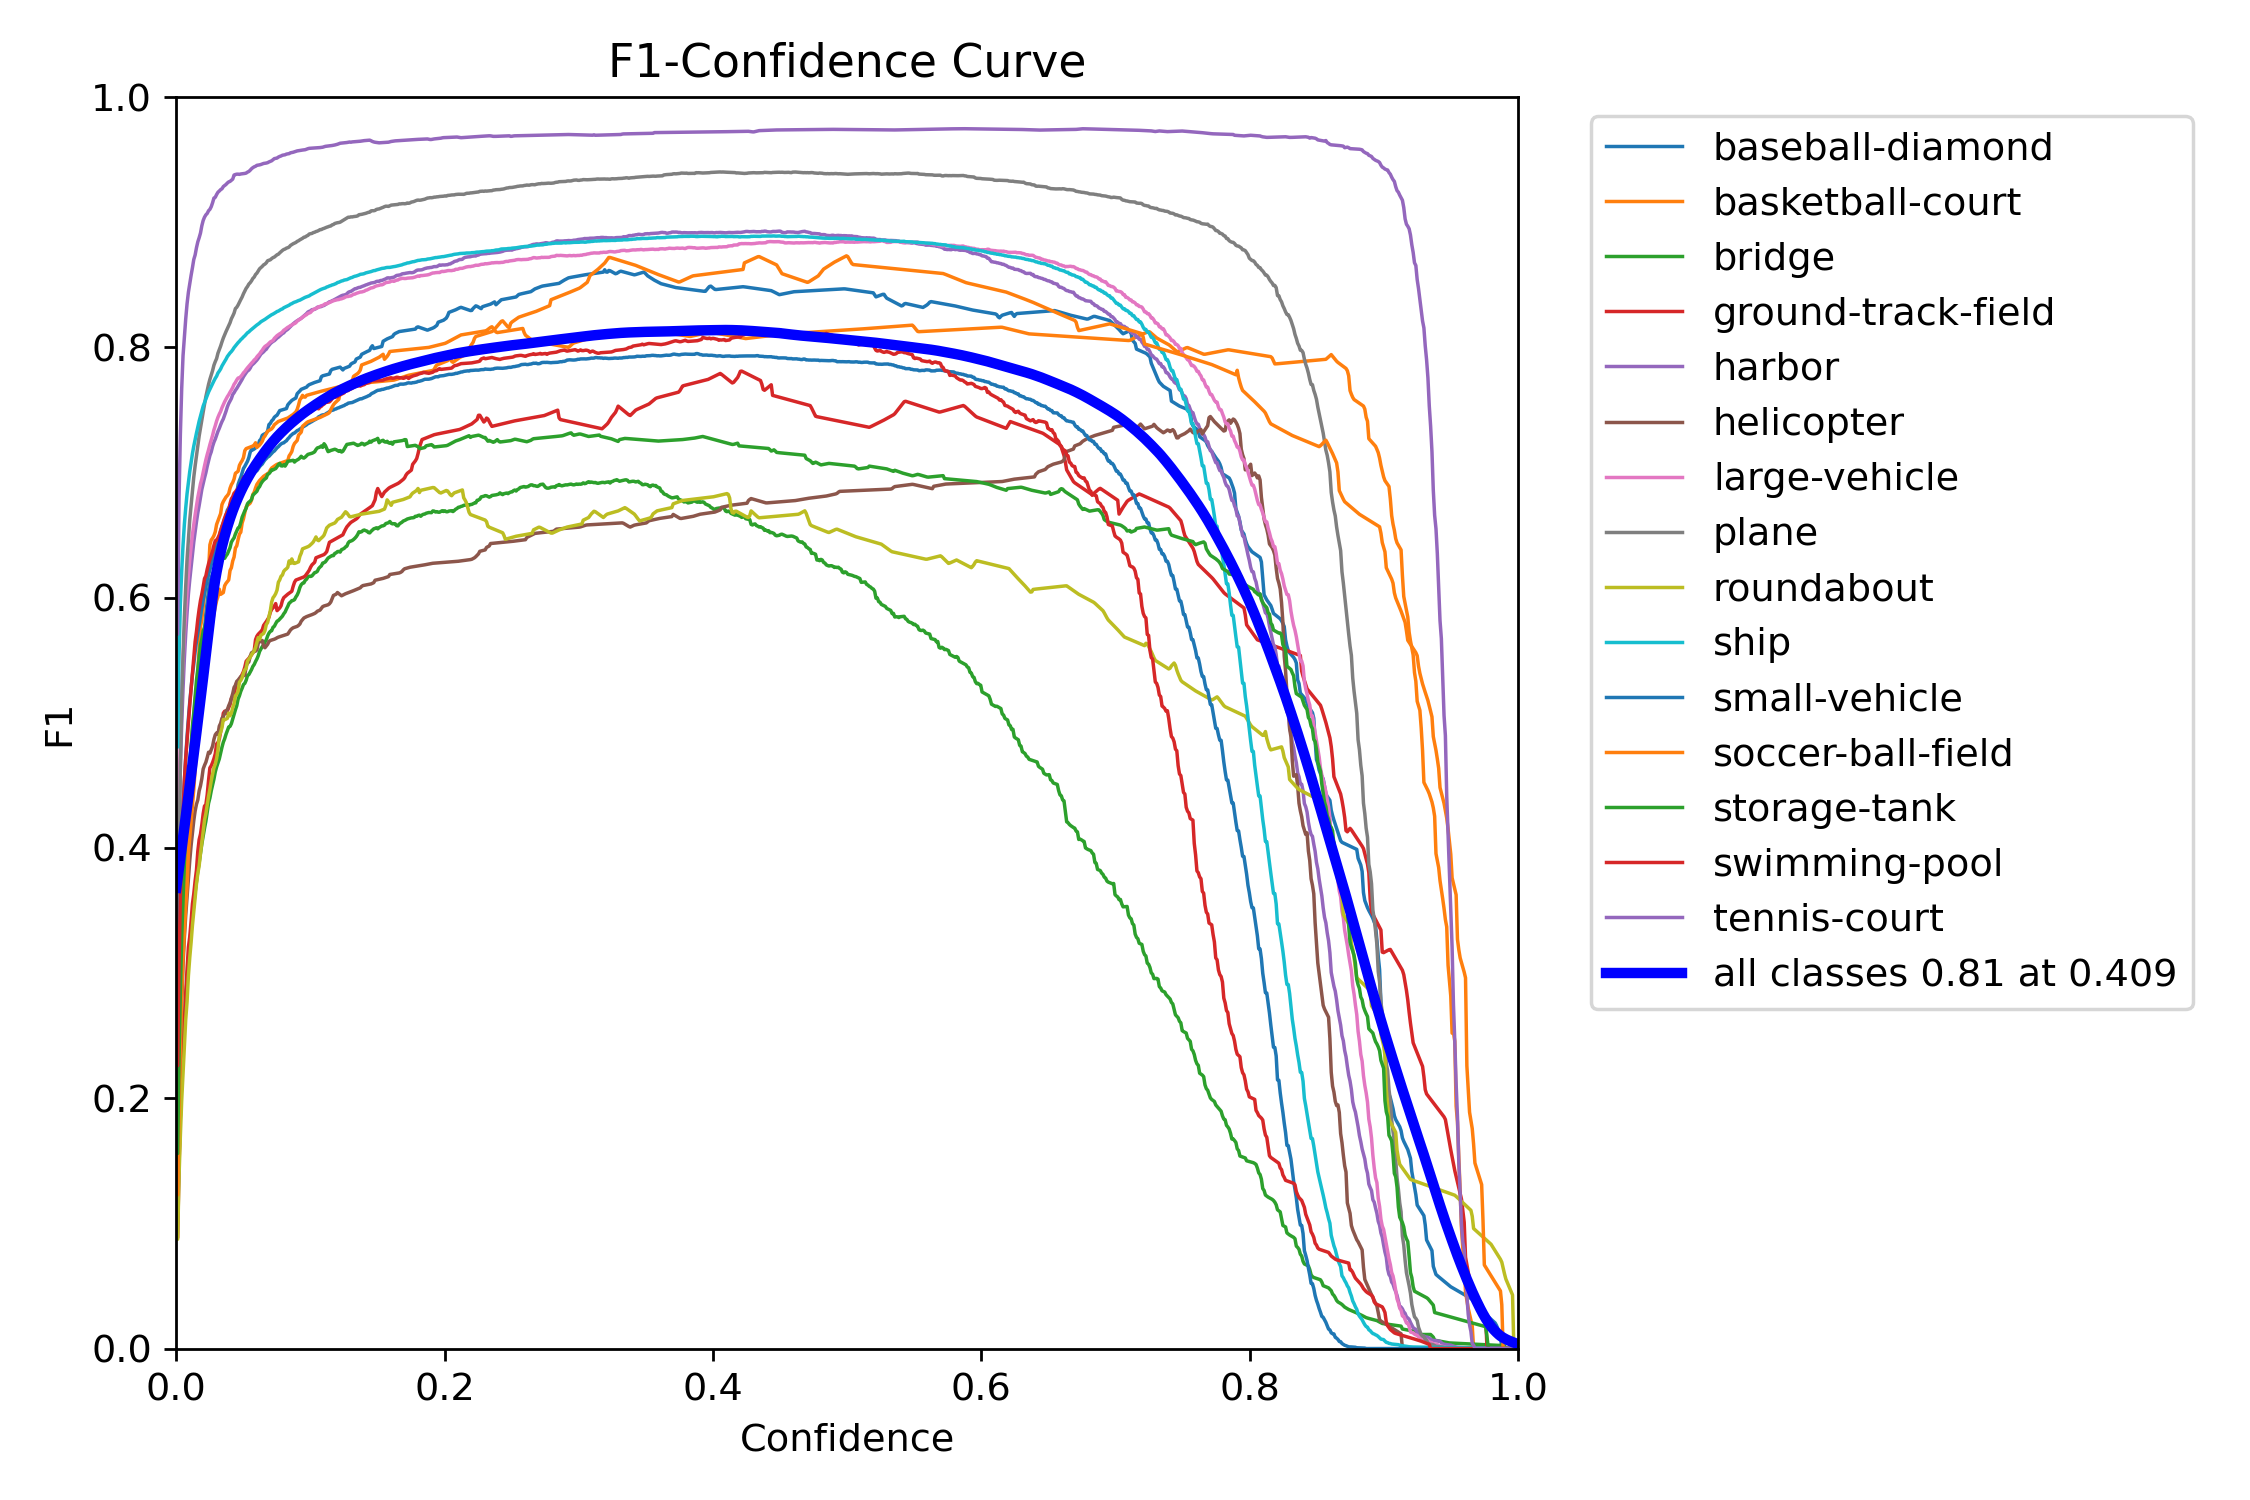 F1-Confidence Curve
1.0
0.8
0.6
0.4
0.2
0.0
F1
0.0 0.2 0.4 0.6 0.8 1.0
Confidence
baseball-diamond
basketball-court
bridge
ground-track-field
harbor
helicopter
large-vehicle
plane
roundabout
ship
small-vehicle
soccer-ball-field
storage-tank
swimming-pool
tennis-court
all classes 0.81 at 0.409